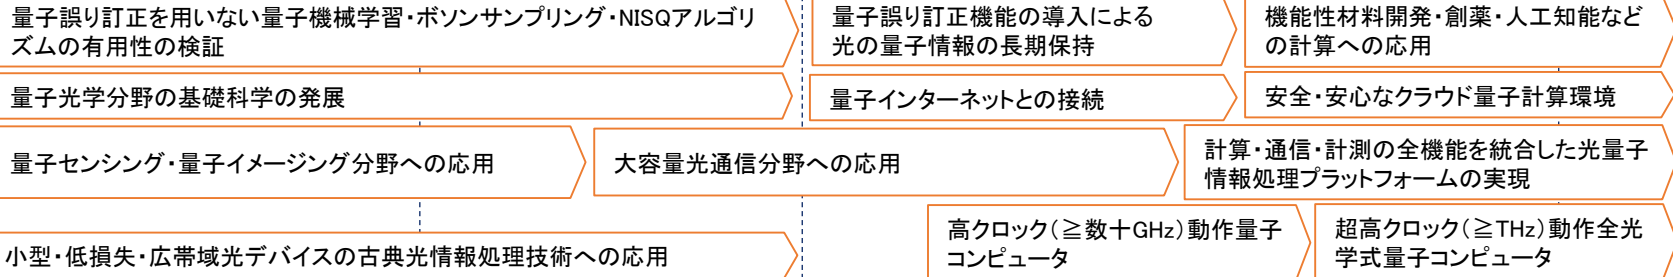 量子誤り訂正を用いない量子機械学習・ボソンサンプリング・NISQアルゴリ
ズムの有用性の検証
量子誤り訂正機能の導入による
光の量子情報の長期保持
機能性材料開発・創薬・人工知能など
の計算への応用
量子光学分野の基礎科学の発展
量子インターネットとの接続
安全・安心なクラウド量子計算環境
量子センシング・量子イメージング分野への応用
大容量光通信分野への応用
計算・通信・計測の全機能を統合した光量子
情報処理プラットフォームの実現
小型・低損失・広帯域光デバイスの古典光情報処理技術への応用
高クロック（≧数十GHz）動作量子
コンピュータ
超高クロック（≧THz）動作全光
学式量子コンピュータ